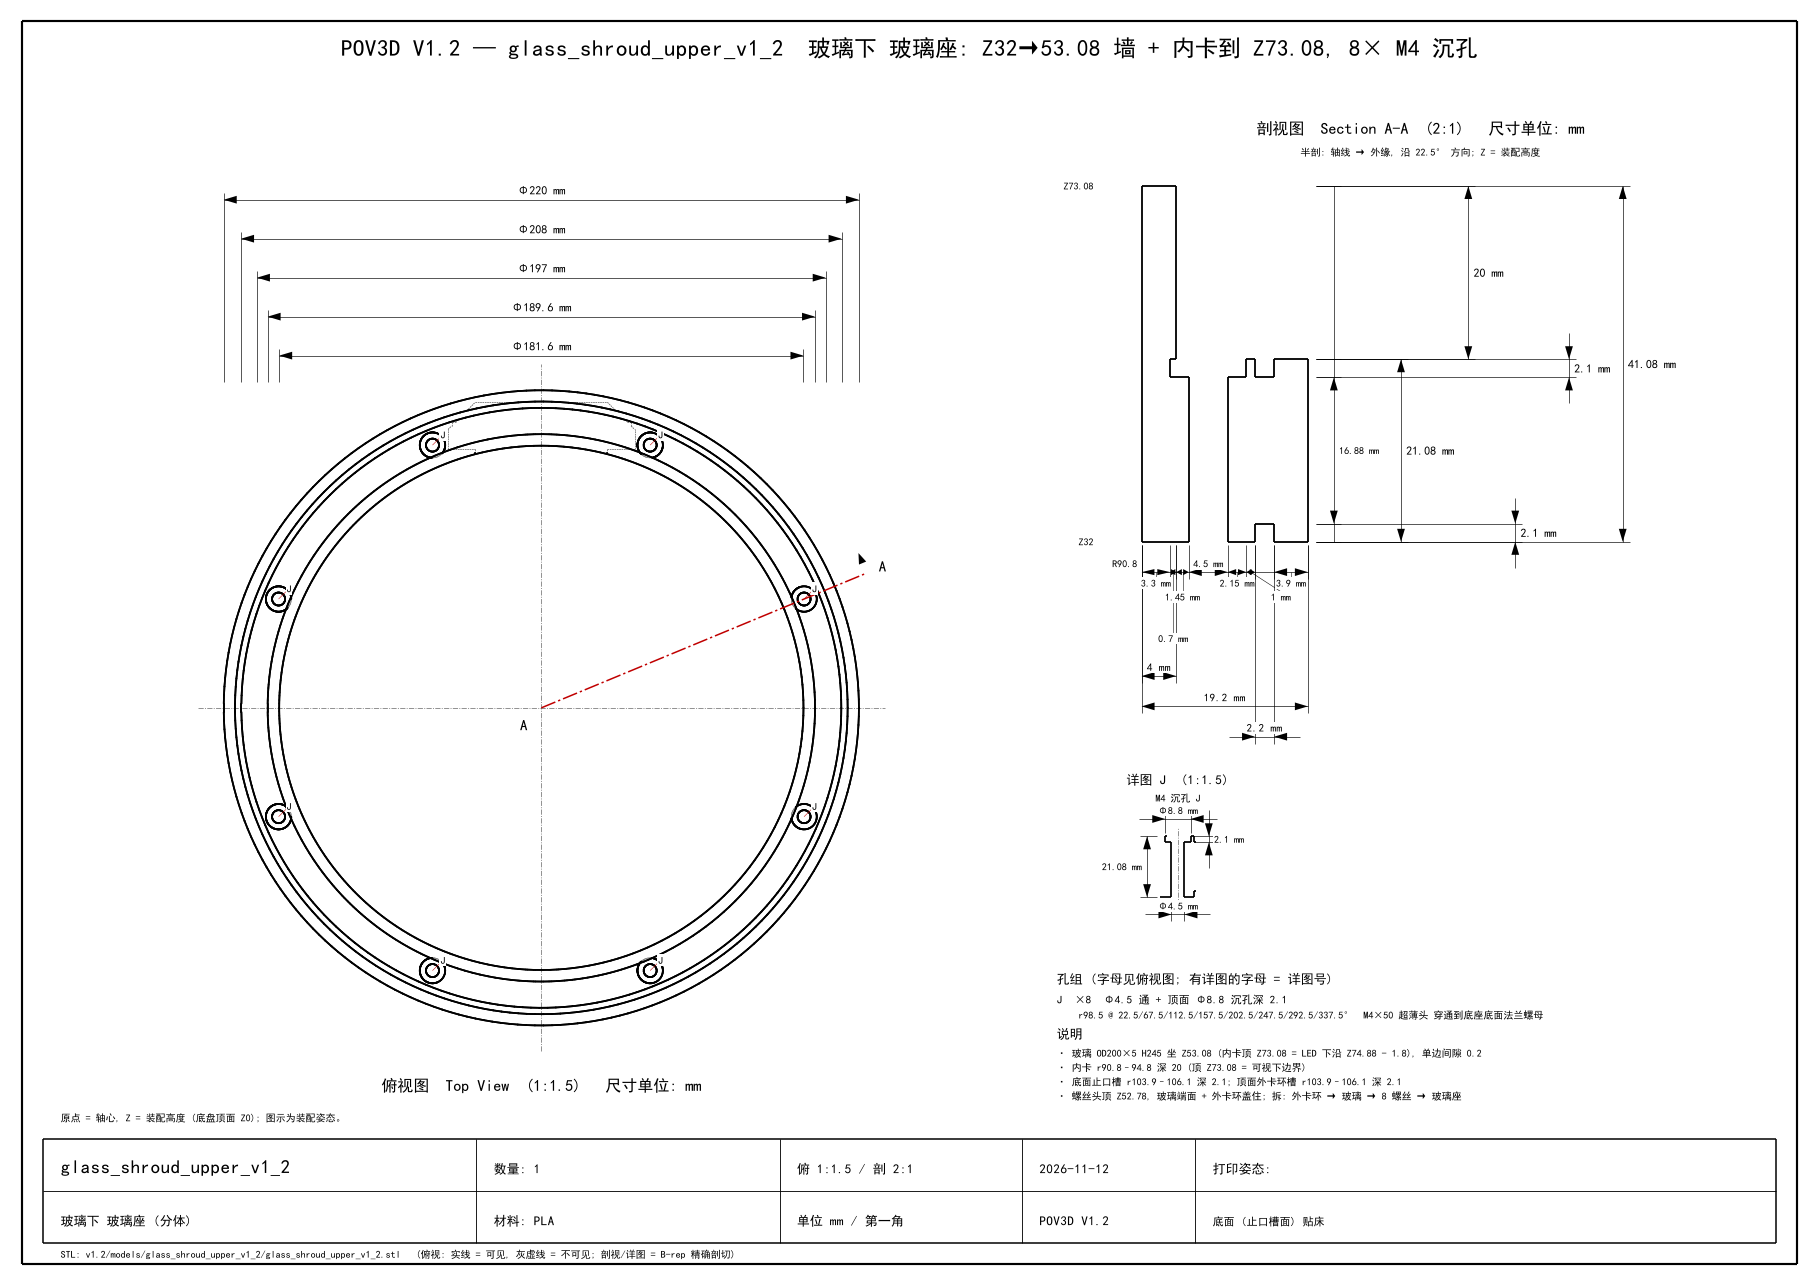 POV3D V1.2 — glass_shroud_upper_v1_2  玻璃下 玻璃座: Z32→53.08 墙 + 内卡到 Z73.08, 8× M4 沉孔
剖视图  Section A-A  (2:1)  尺寸单位: mm
半剖: 轴线 → 外缘, 沿 22.5° 方向; Z = 装配高度
Φ220 mm
Φ208 mm
Φ197 mm
Φ189.6 mm
Φ181.6 mm
J
J
J
J
J
J
J
J
A
A
Z73.08
20 mm
2.1 mm
41.08 mm
16.88 mm
21.08 mm
2.1 mm
Z32
R90.8
3.3 mm
4.5 mm
2.15 mm
3.9 mm
1.45 mm
1 mm
0.7 mm
4 mm
19.2 mm
2.2 mm
详图 J  (1:1.5)
M4 沉孔 J
Φ8.8 mm
2.1 mm
21.08 mm
Φ4.5 mm
孔组 (字母见俯视图; 有详图的字母 = 详图号)
J  ×8  Φ4.5 通 + 顶面 Φ8.8 沉孔深 2.1
r98.5 @ 22.5/67.5/112.5/157.5/202.5/247.5/292.5/337.5°  M4×50 超薄头 穿通到底座底面法兰螺母
说明
· 玻璃 OD200×5 H245 坐 Z53.08 (内卡顶 Z73.08 = LED 下沿 Z74.88 - 1.8), 单边间隙 0.2
· 内卡 r90.8-94.8 深 20 (顶 Z73.08 = 可视下边界)
· 底面止口槽 r103.9-106.1 深 2.1; 顶面外卡环槽 r103.9-106.1 深 2.1
· 螺丝头顶 Z52.78, 玻璃端面 + 外卡环盖住; 拆: 外卡环 → 玻璃 → 8 螺丝 → 玻璃座
俯视图  Top View  (1:1.5)  尺寸单位: mm
原点 = 轴心, Z = 装配高度 (底盘顶面 Z0); 图示为装配姿态。
glass_shroud_upper_v1_2
数量: 1
俯 1:1.5 / 剖 2:1
2026-11-12
打印姿态:
玻璃下 玻璃座 (分体)
材料: PLA
单位 mm / 第一角
POV3D V1.2
底面 (止口槽面) 贴床
STL: v1.2/models/glass_shroud_upper_v1_2/glass_shroud_upper_v1_2.stl  (俯视: 实线 = 可见, 灰虚线 = 不可见; 剖视/详图 = B-rep 精确剖切)